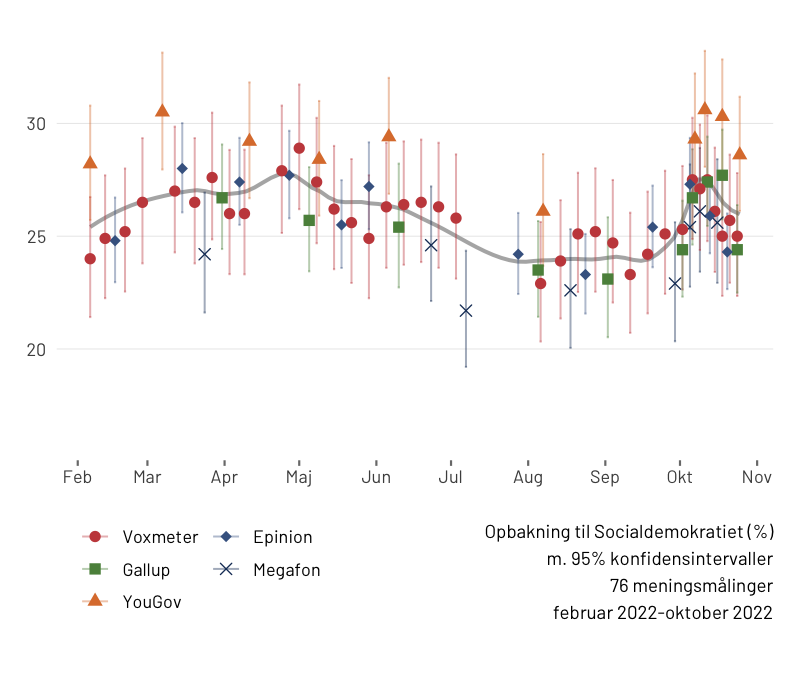 30
25
20
Feb Mar Apr Maj Jun Jul Aug Sep Okt Nov
Voxmeter Epinion
Gallup Megafon
YouGov
Opbakning til Socialdemokratiet (%)
m. 95% konfidensintervaller
76 meningsmålinger
februar 2022-oktober 2022